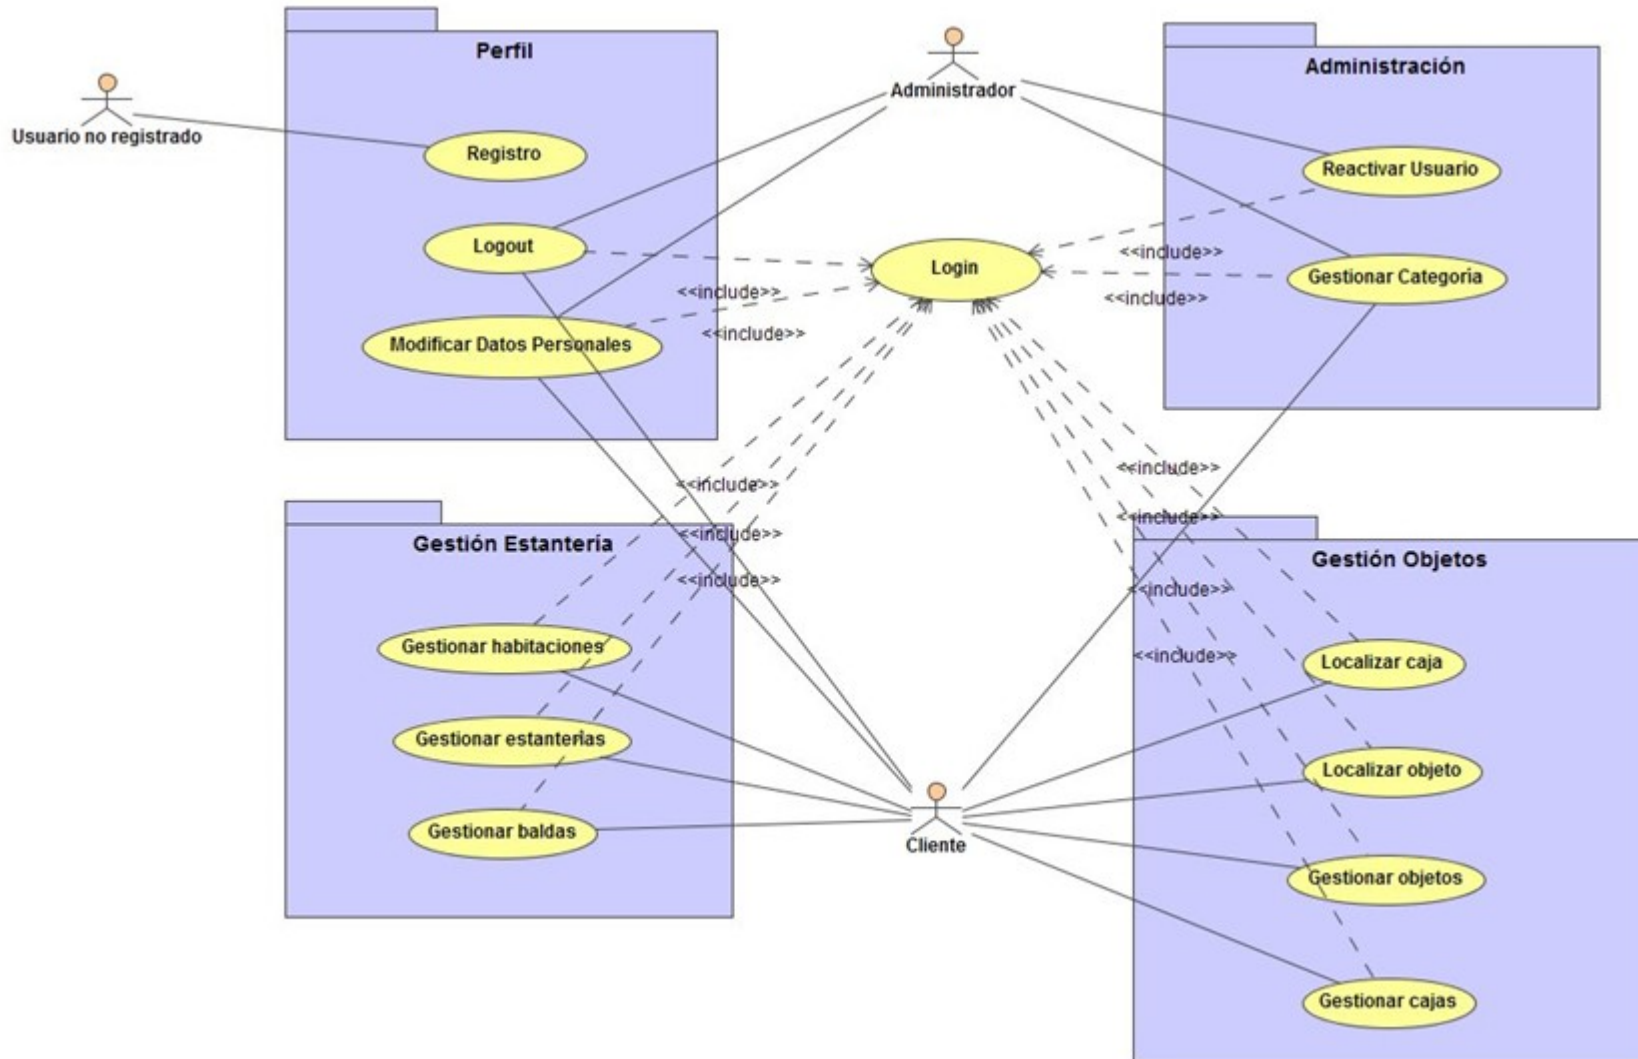 Perfil
Administrador
Administración
Usuario no registrado
Registro
Reactivar Usuario
Logout
Login
<<include>>
Gestionar Categoría
<<include>>
<<include>>
Modificar Datos Personales
<<include>>
<<include>>
<<include>>
<<include>>
<<include>>
Gestión Estantería
<<include>>
Gestión Objetos
<<include>>
<<include>>
Gestionar habitaciones
<<include>>
Localizar caja
Gestionar estanterías
Localizar objeto
Gestionar baldas
Cliente
Gestionar objetos
Gestionar cajas